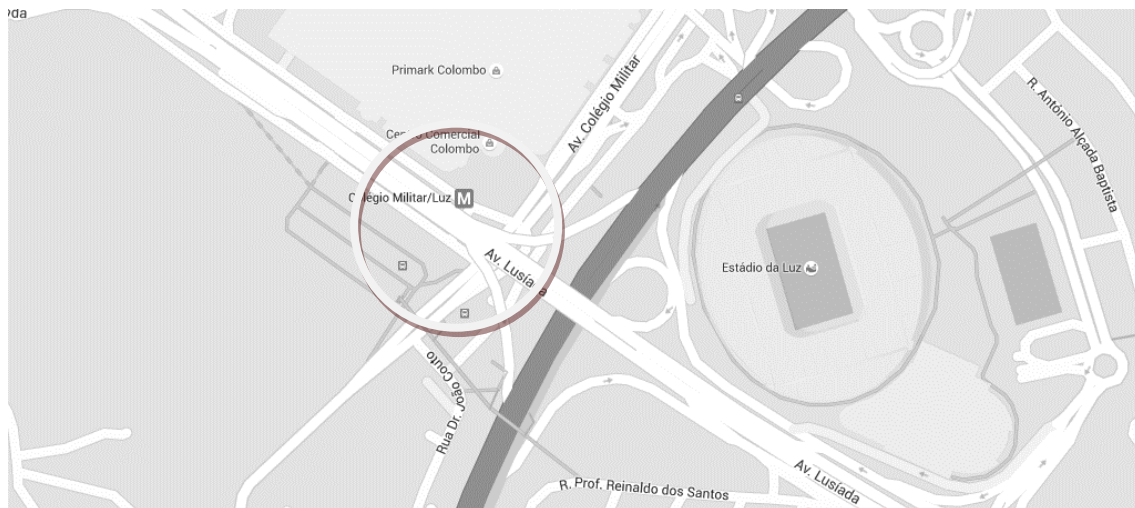 eda
Primark Colombo
Av. Colégio Militar
R. António Alçada Baptista
Centro Comercial
Colombo
Colégio Militar/Luz M
Av. Lusíada
Estádio da Luz
Rua Dr. João Couto
Av. Lusíada
R. Prof. Reinaldo dos Santos